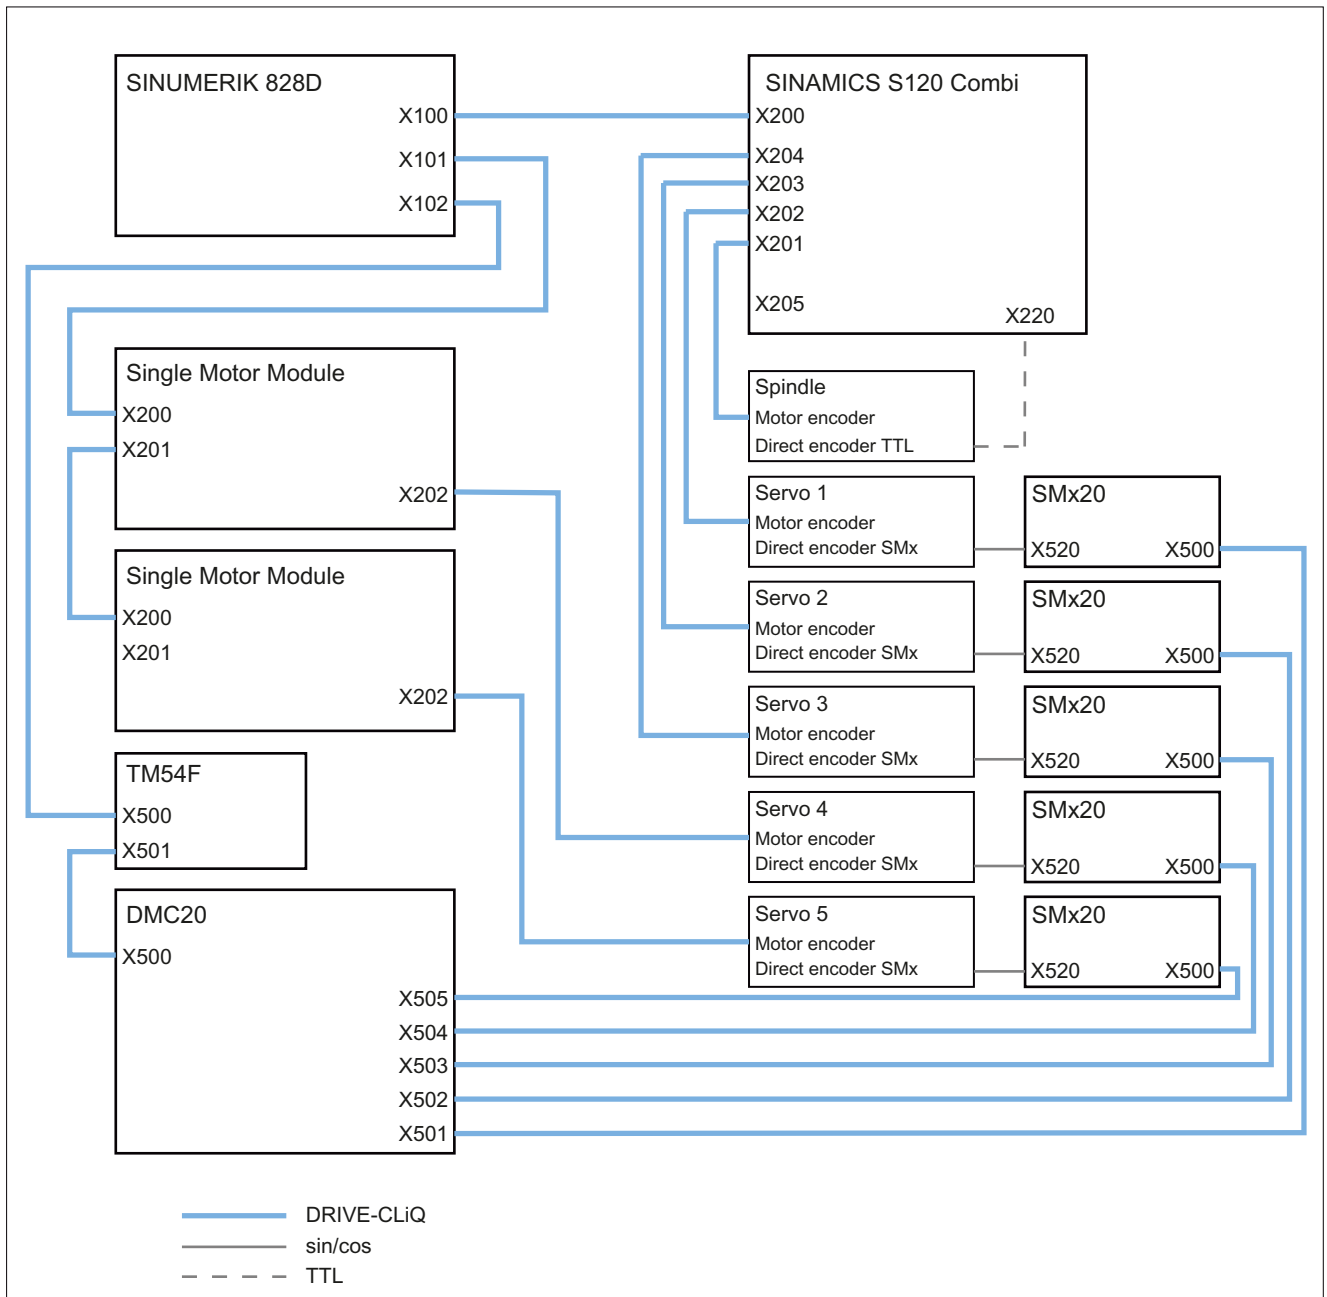 SINUMERIK 828D
X100
X101
X102
SINAMICS S120 Combi
X200
X204
X203
X202
X201
X205
X220
Single Motor Module
X200
X201
X202
Single Motor Module
X200
X201
X202
TM54F
X500
X501
DMC20
X500
X505
X504
X503
X502
X501
Spindle
Motor encoder
Direct encoder TTL
Servo 1
Motor encoder
Direct encoder SMx
SMx20
X520 X500
Servo 2
Motor encoder
Direct encoder SMx
SMx20
X520 X500
Servo 3
Motor encoder
Direct encoder SMx
SMx20
X520 X500
Servo 4
Motor encoder
Direct encoder SMx
SMx20
X520 X500
Servo 5
Motor encoder
Direct encoder SMx
SMx20
X520 X500
DRIVE-CLiQ
sin/cos
TTL